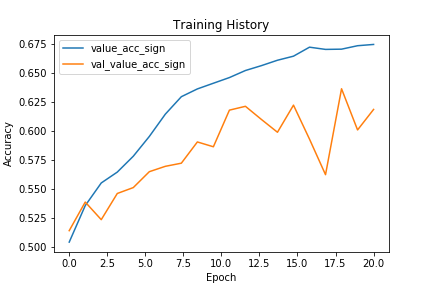 Training History
value_acc_sign
val_value_acc_sign
Accuracy
0.675
0.650
0.625
0.600
0.575
0.550
0.525
0.500
0.0 2.5 5.0 7.5 10.0 12.5 15.0 17.5 20.0
Epoch